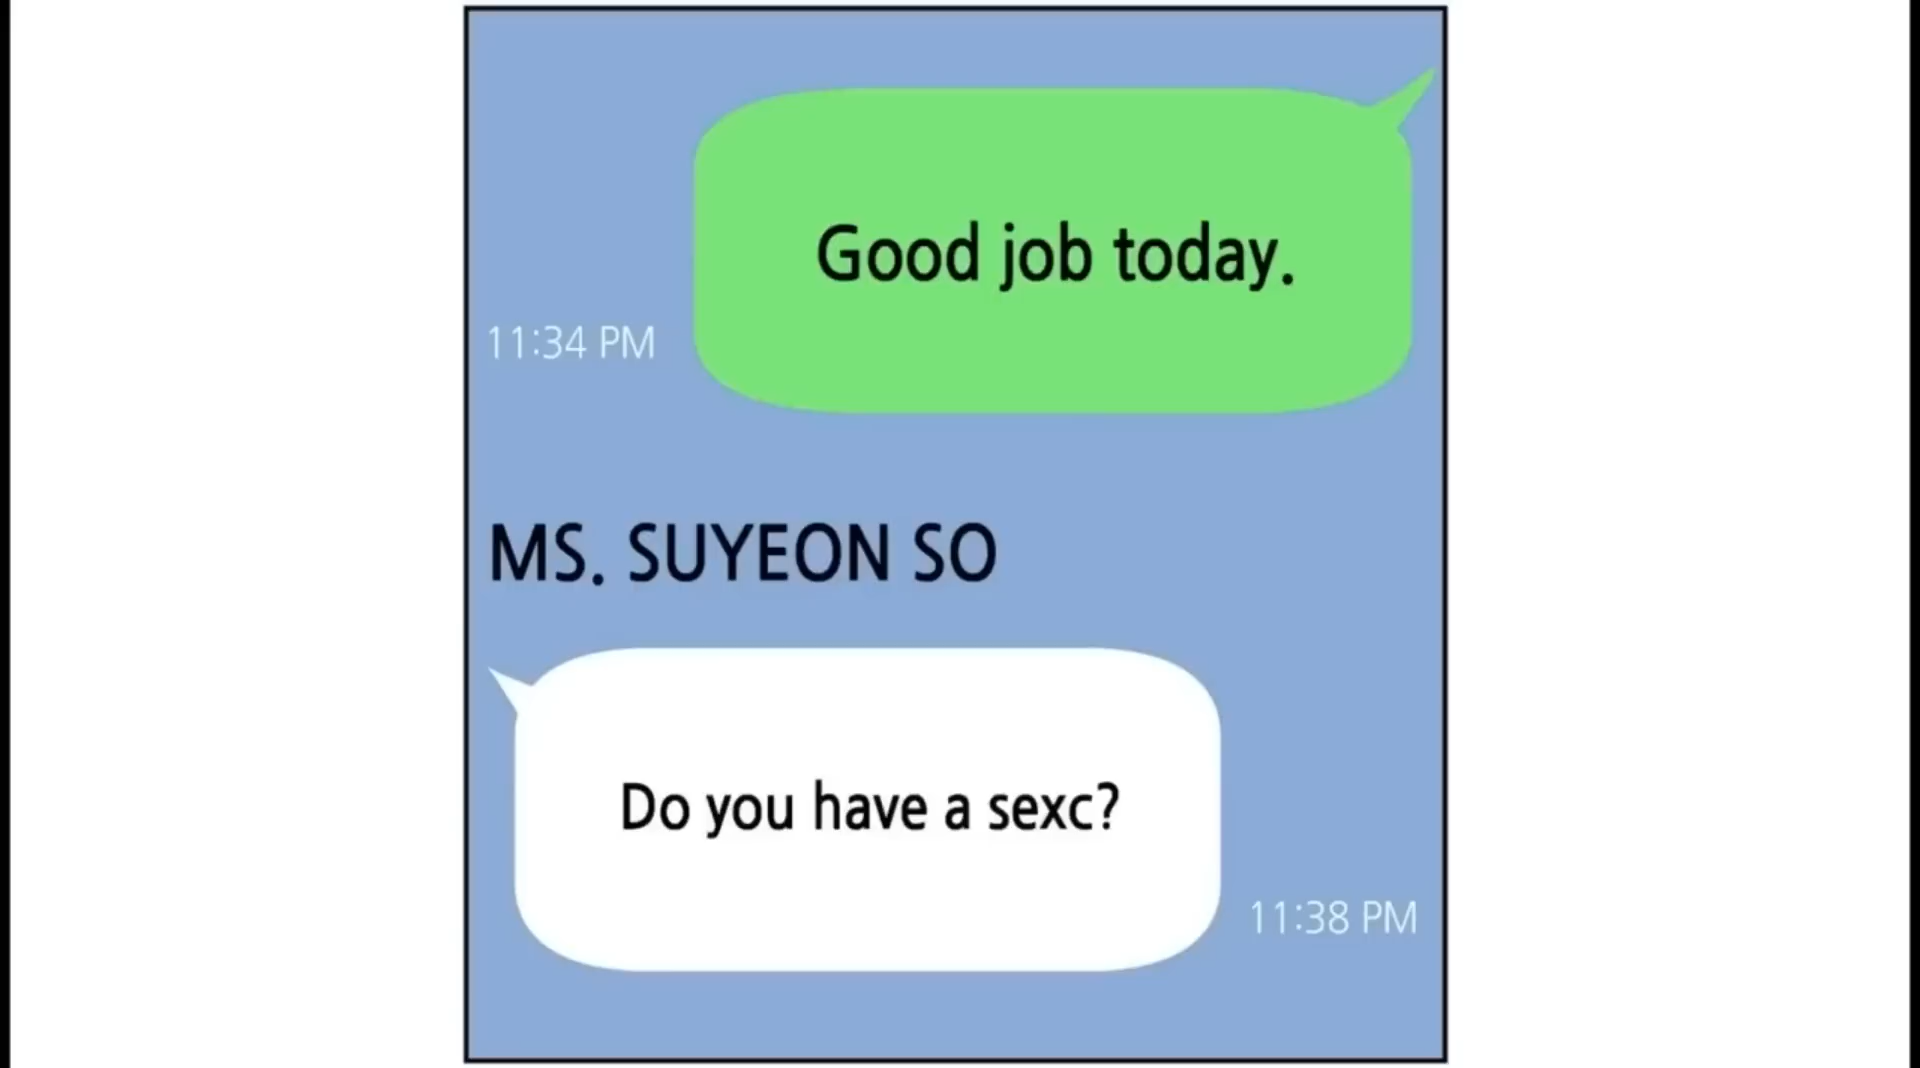 Good job today.
11:34 PM
MS. SUYEON SO
Do you have a sexc?
11:38 PM